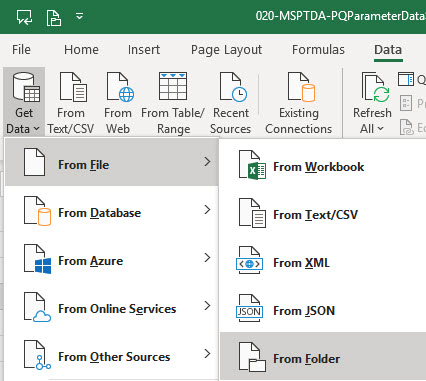 020-MSPTDA-PQParameterData
File Home Insert Page Layout Formulas Data
Get Data From Text/CSV From Web From Table/ Range Recent Sources Existing Connections Refresh All
From File
From Database
From Azure
From Online Services
From Other Sources
From Workbook
From Text/CSV
From XML
JSON
From JSON
From Folder